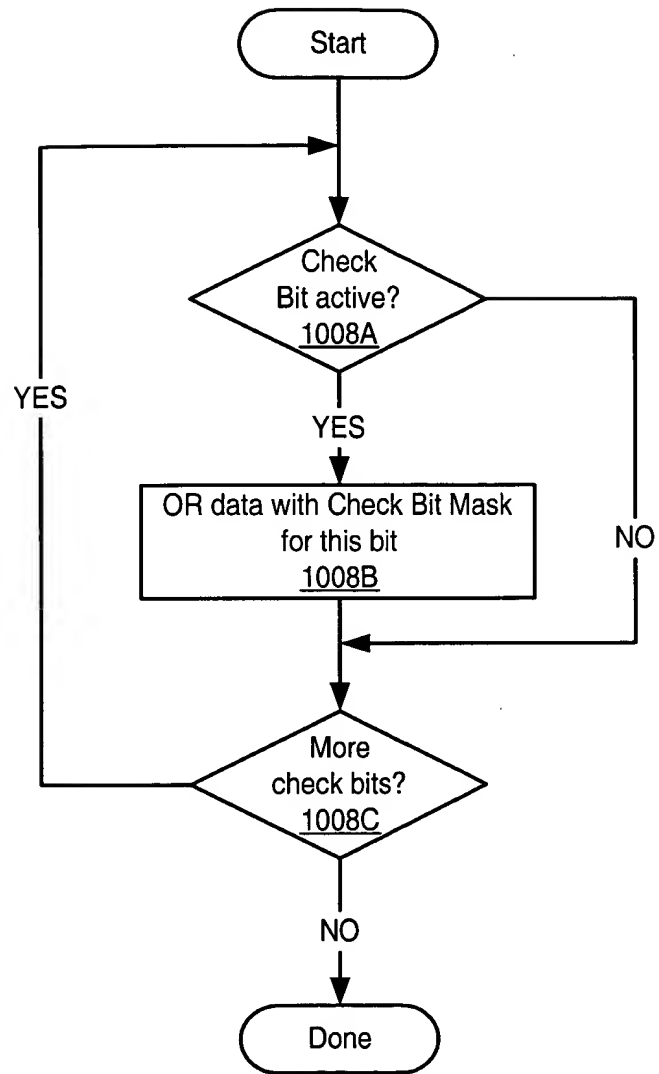 Start
Check
Bit active?
1008A
YES
YES
OR data with Check Bit Mask
for this bit
1008B
NO
More
check bits?
1008C
NO
Done